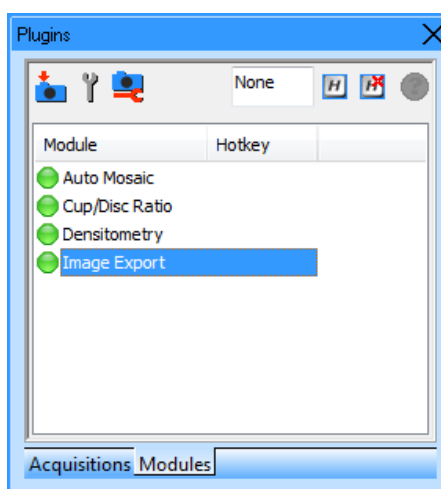 Plugins
None H H
Module Hotkey
Auto Mosaic
Cup/Disc Ratio
Densitometry
Image Export
Acquisitions Modules